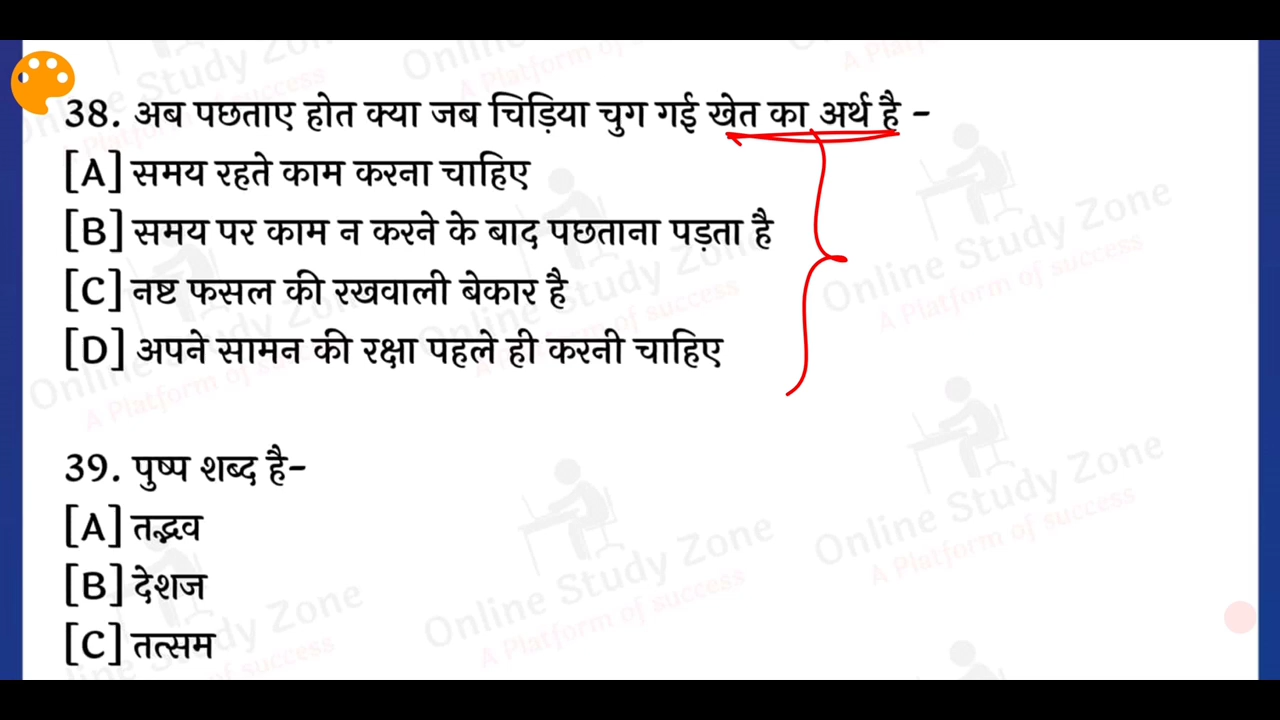 38. अब पछताए होत क्या जब चिड़िया चुग गई खेत का अर्थ है -
[A] समय रहते काम करना चाहिए
[B] समय पर काम न करने के बाद पछताना पड़ता है
[C] नष्ट फसल की रखवाली बेकार है
[D] अपने सामन की रक्षा पहले ही करनी चाहिए
39. पुष्प शब्द है-
[A] तद्भव
[B] देशज
[C] तत्सम
Online Study Zone
A Platform of success